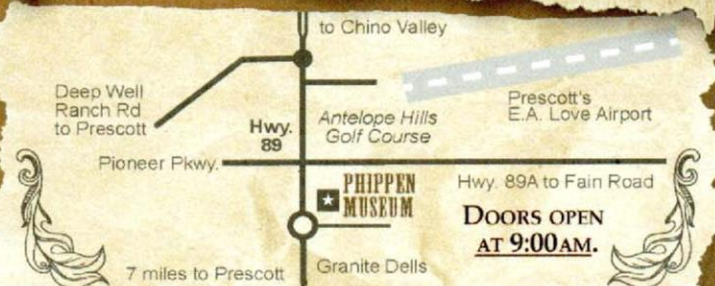 to Chino Valley
Deep Well
Ranch Rd
to Prescott
Prescott's
E.A. Love Airport
Hwy.
89
Antelope Hills
Golf Course
Pioneer Pkwy.
Hwy. 89A to Fain Road
PHIPPEN
MUSEUM
DOORS OPEN
AT 9:00AM.
7 miles to Prescott
Granite Dells